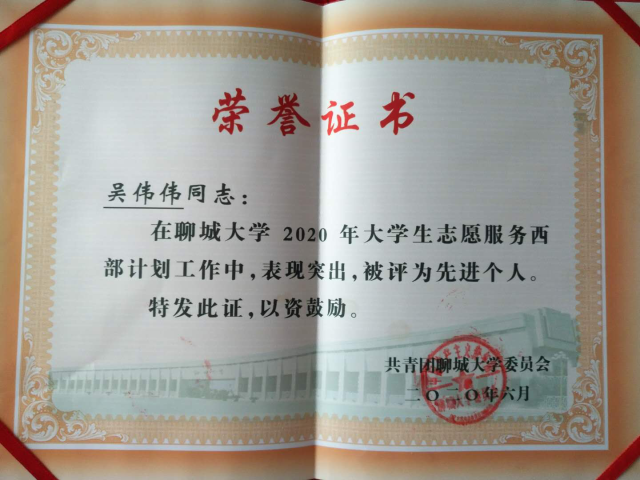 荣誉证书
吴伟伟同志：
在聊城大学 2020 年大学生志愿服务西
部计划工作中，表现突出，被评为先进个人。
特发此证，以资鼓励。
共青团聊城大学委员会
二〇二〇年六月